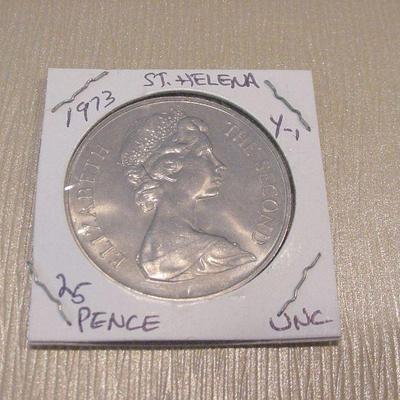 ST. HELENA
1973
Y-1
ELIZABETH THE SECOND
25
PENCE
UNC